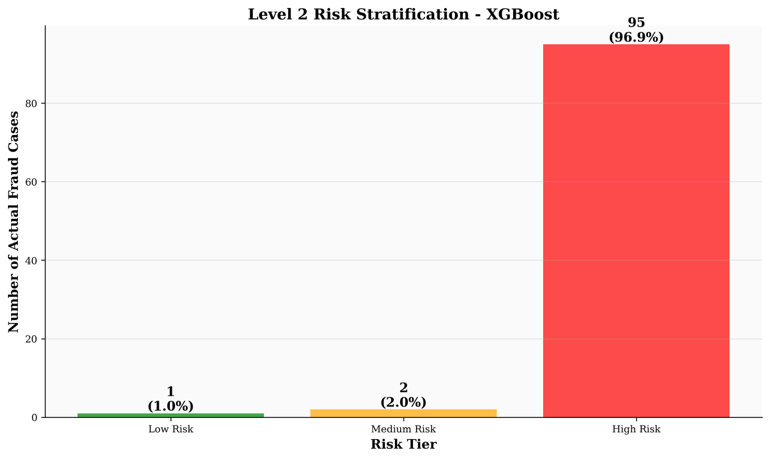 Level 2 Risk Stratification - XGBoost
95
(96.9%)
80
60
40
20
0
Number of Actual Fraud Cases
1
(1.0%)
2
(2.0%)
Low Risk
Medium Risk
High Risk
Risk Tier